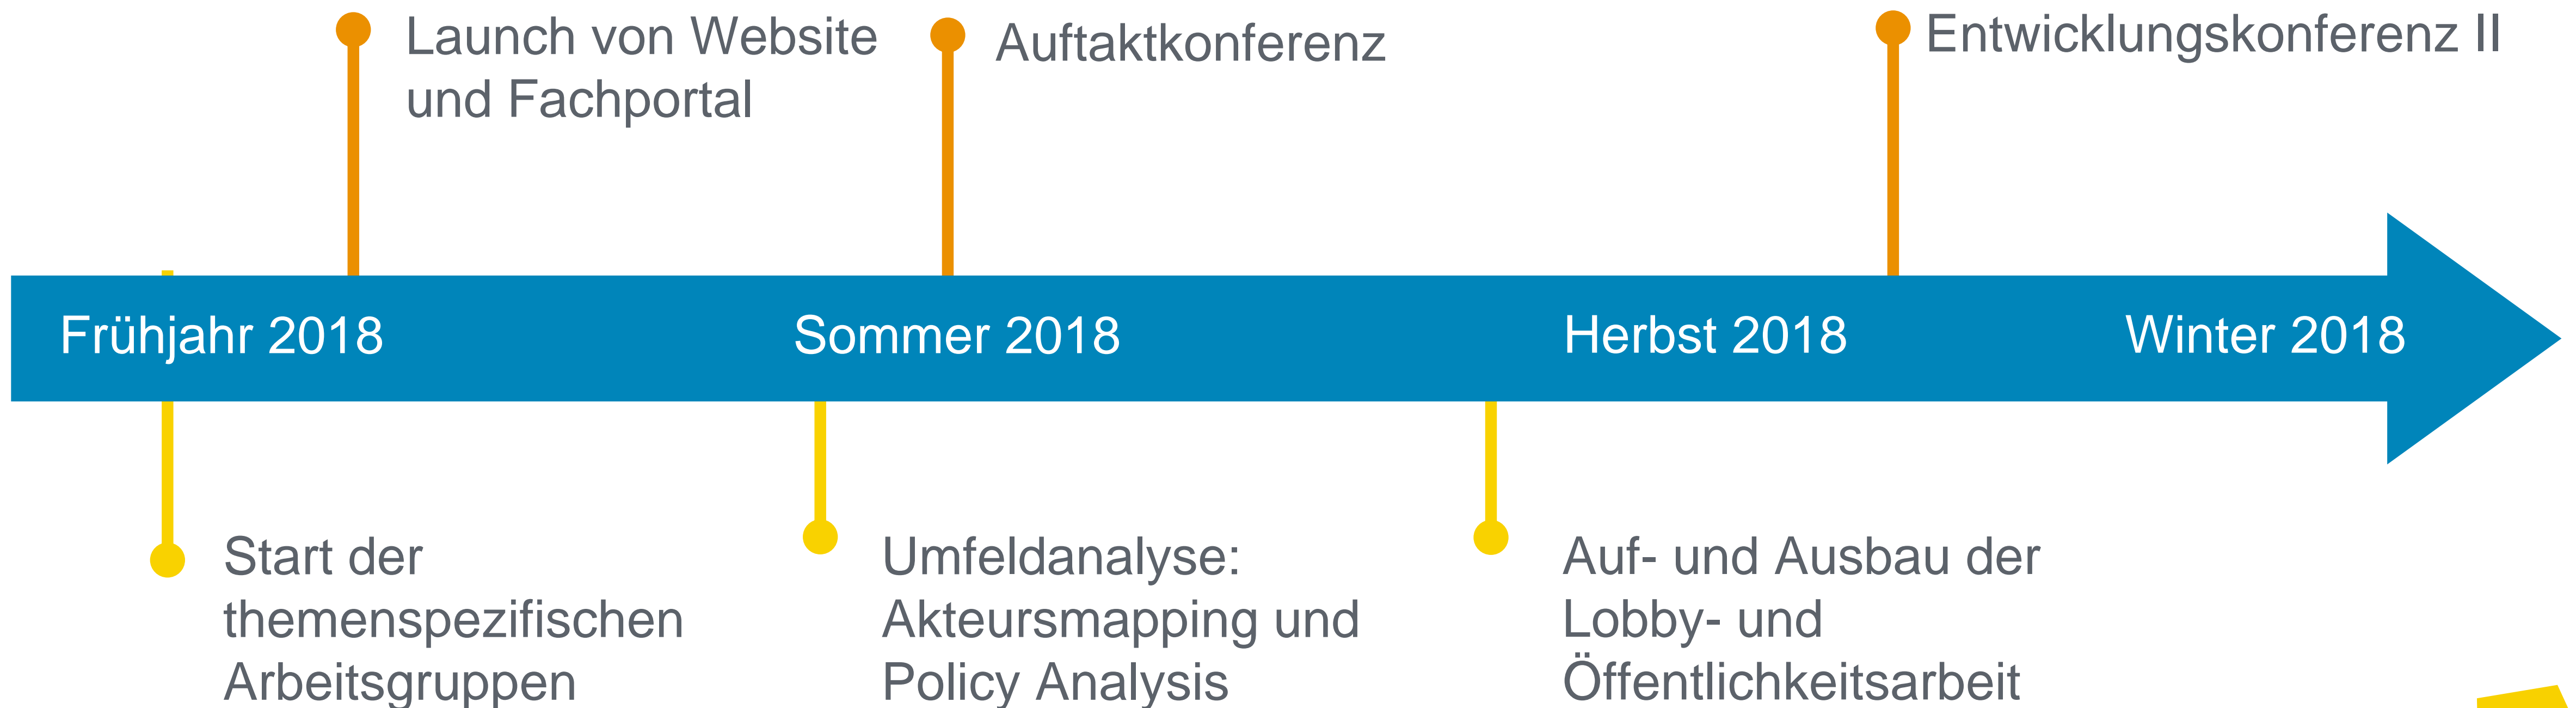 Launch von Website
und Fachportal
Auftaktkonferenz
Entwicklungskonferenz II
Frühjahr 2018
Sommer 2018
Herbst 2018
Winter 2018
Start der
themenspezifischen
Arbeitsgruppen
Umfeldanalyse:
Akteursmapping und
Policy Analysis
Auf- und Ausbau der
Lobby- und
Öffentlichkeitsarbeit